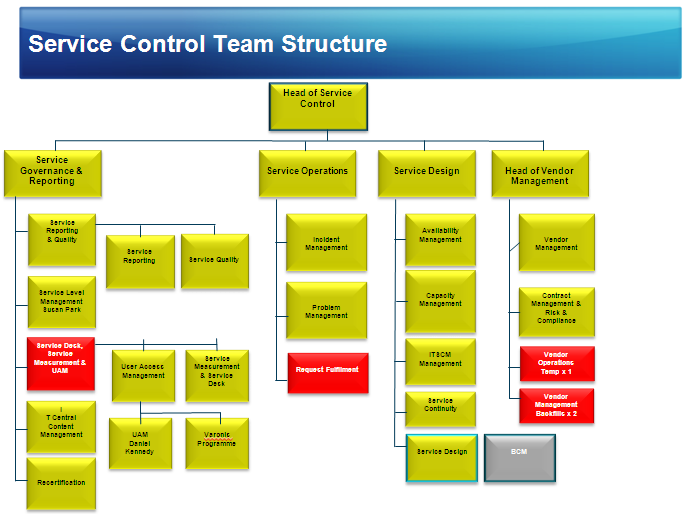 Service Control Team Structure
Head of Service
Control
Service
Governance &
Reporting
Service Operations
Service Design
Head of Vendor
Management
Service
Reporting
& Quality
Service
Reporting
Service Quality
Service Level
Management
Susan Park
Service Desk,
Service
Measurement &
UAM
User Access
Management
Service
Measurement
& Service
Desk
UAM
Daniel
Kennedy
Varonis
Programme
I
T Central
Content
Management
Recertification
Incident
Management
Problem
Management
Request Fulfilment
Availability
Management
Capacity
Management
ITSCM
Management
Service
Continuity
Service Design
BCM
Vendor
Management
Contract
Management &
Risk &
Compliance
Vendor
Operations
Temp x 1
Vendor
Management
Backfills x 2